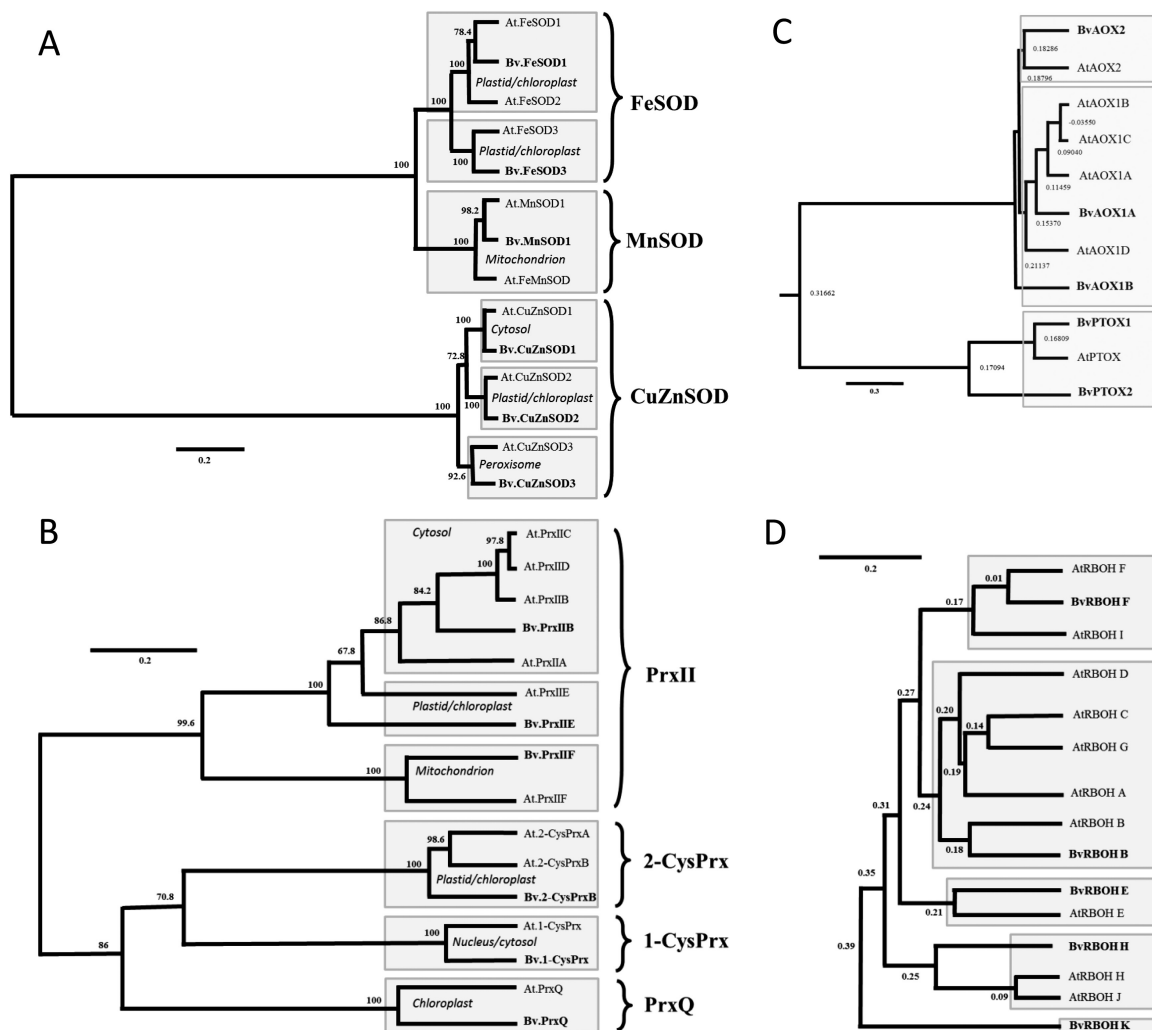 A
78.4
100
100
100
100
98.2
100
100
72.8
100
100
92.6
0.2
At.FeSOD1
Bv.FeSOD1
Plastid/chloroplast
At.FeSOD2
At.FeSOD3
Plastid/chloroplast
Bv.FeSOD3
At.MnSOD1
Bv.MnSOD1
Mitochondrion
At.FeMnSOD
At.CuZnSOD1
Cytosol
Bv.CuZnSOD1
At.CuZnSOD2
Plastid/chloroplast
Bv.CuZnSOD2
At.CuZnSOD3
Peroxisome
Bv.CuZnSOD3
FeSOD
MnSOD
CuZnSOD
C
BvAOX2
0.18286
AtAOX2
0.18796
AtAOX1B
-0.03550
AtAOX1C
0.09040
AtAOX1A
0.11459
BvAOX1A
0.15370
AtAOX1D
0.21137
BvAOX1B
0.31662
BvPTOX1
0.16809
AtPTOX
0.17094
BvPTOX2
0.3
B
0.2
Cytosol
97.8
At.PrxIIC
100
At.PrxIID
84.2
At.PrxIIB
86.8
Bv.PrxIIB
67.8
At.PrxIIA
100
At.PrxIIE
Plastid/chloroplast
99.6
Bv.PrxIIE
Bv.PrxIIF
100
Mitochondrion
At.PrxIIF
98.6
At.2-CysPrxA
100
At.2-CysPrxB
Plastid/chloroplast
70.8
Bv.2-CysPrxB
100
At.1-CysPrx
Nucleus/cytosol
86
Bv.1-CysPrx
At.PrxQ
100
Chloroplast
Bv.PrxQ
PrxII
2-CysPrx
1-CysPrx
PrxQ
D
0.2
0.01
AtRBOH F
0.17
BvRBOH F
AtRBOH I
0.27
AtRBOH D
0.20
AtRBOH C
0.14
AtRBOH G
0.19
AtRBOH A
0.24
0.31
AtRBOH B
0.18
BvRBOH B
0.35
BvRBOH E
0.21
AtRBOH E
0.39
BvRBOH H
0.25
AtRBOH H
0.09
AtRBOH J
BvRBOH K